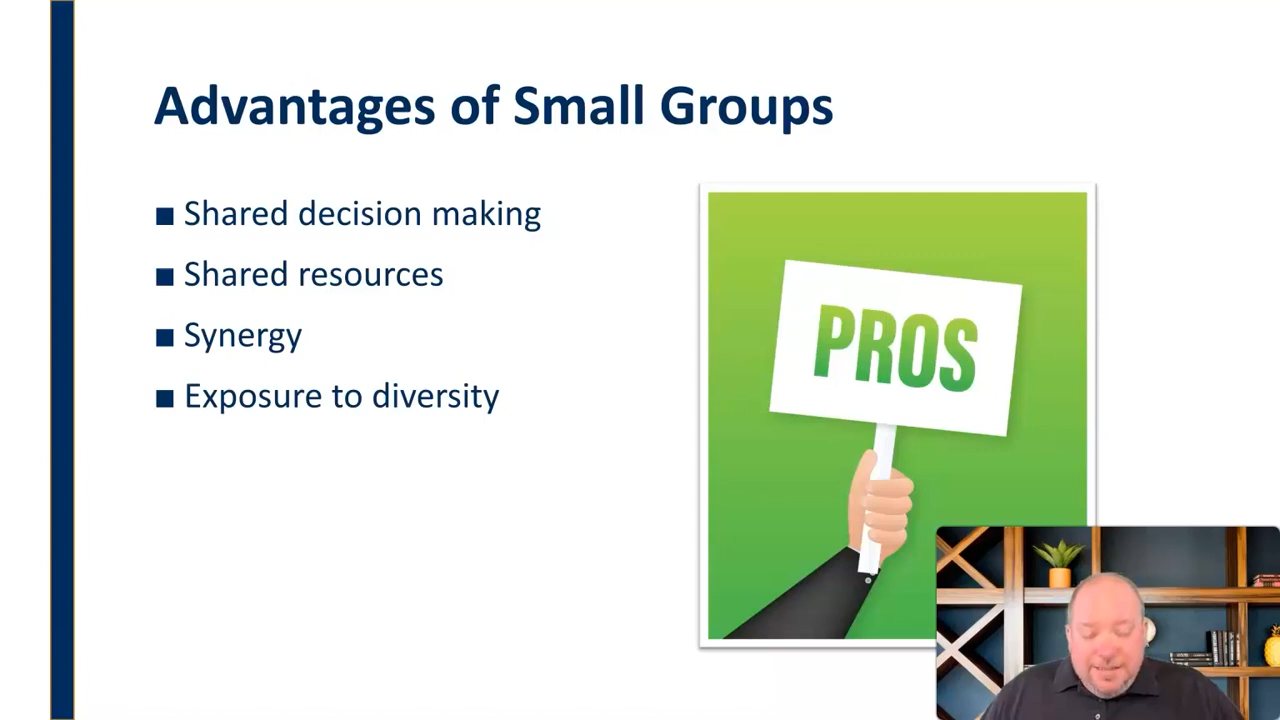 Advantages of Small Groups
■ Shared decision making
■ Shared resources
■ Synergy
■ Exposure to diversity
PROS